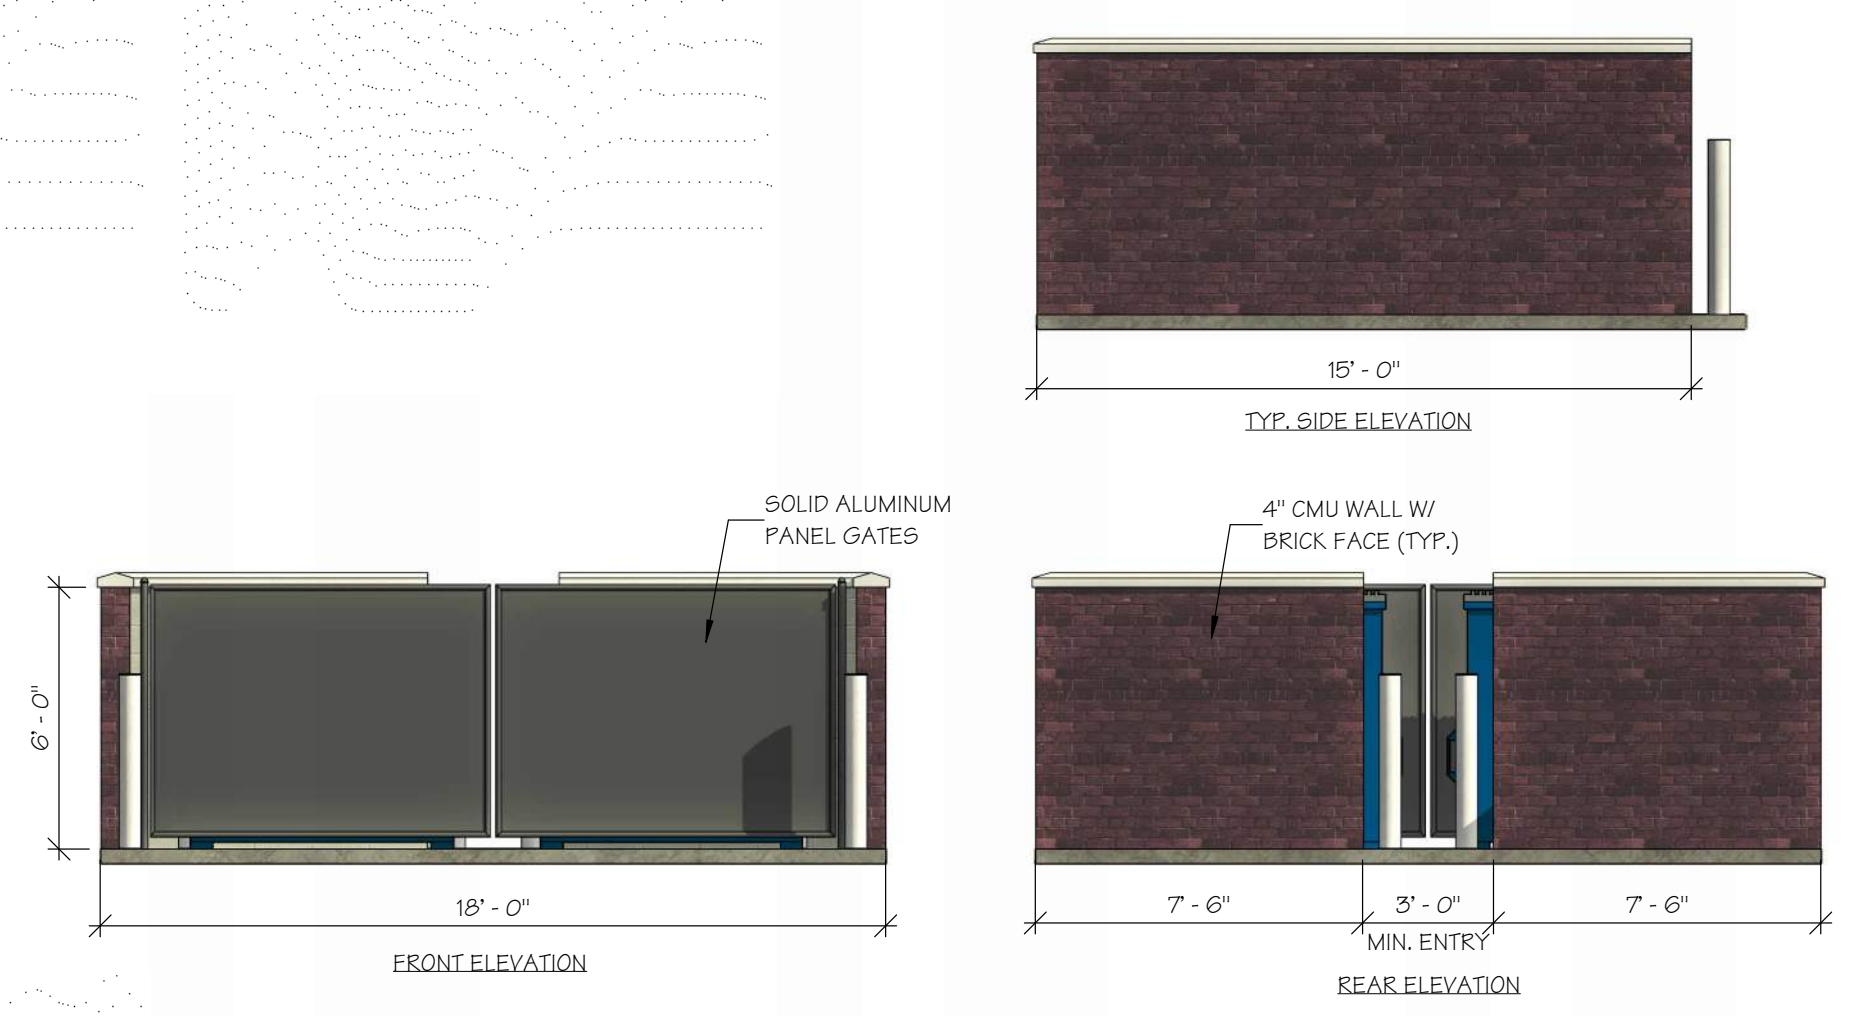 15' - 0"
TYP. SIDE ELEVATION
SOLID ALUMINUM
PANEL GATES
6' - 0"
18' - 0"
FRONT ELEVATION
4" CMU WALL W/
BRICK FACE (TYP.)
7' - 6"
3' - 0"
7' - 6"
MIN. ENTRY
REAR ELEVATION